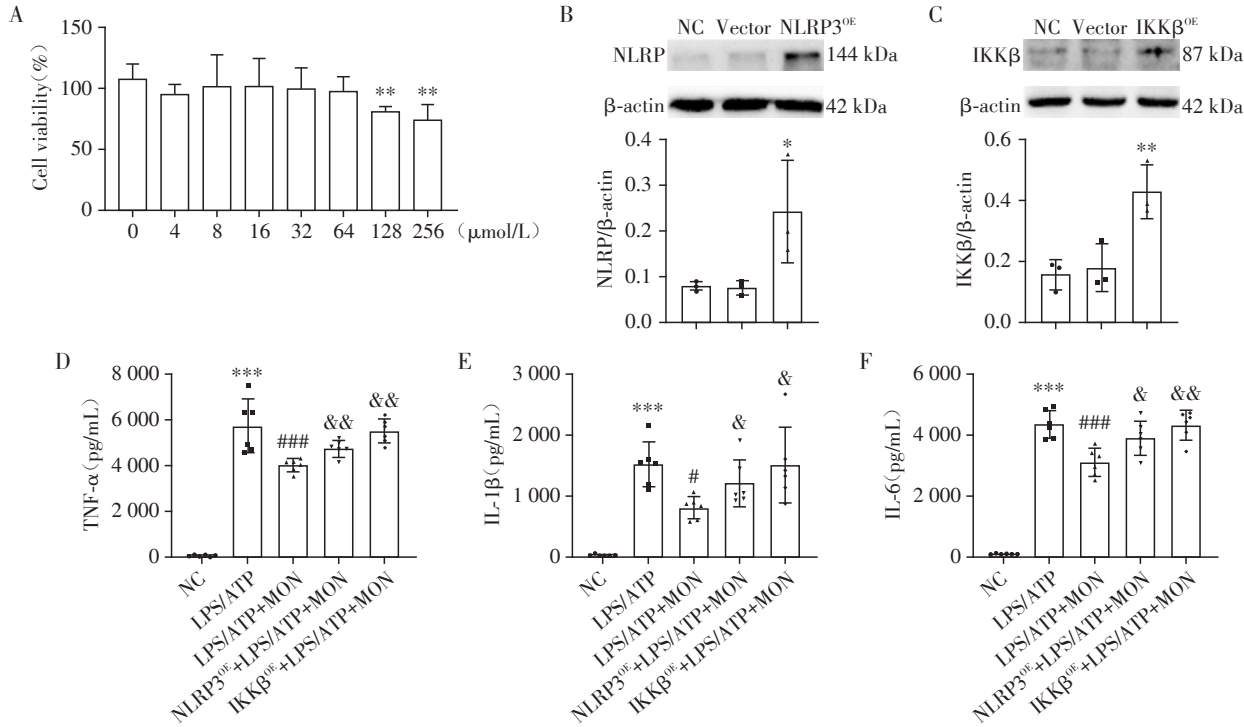 A
Cell viability(%)
150
100
50
0
** **
0 4 8 16 32 64 128 256 (μmol/L)
B
NC Vector NLRP3OE
NLRP 144 kDa
β-actin 42 kDa
NLRP/β-actin
0.4
0.3
0.2
0.1
0.0
*
C
NC Vector IKKβOE
IKKβ 87 kDa
β-actin 42 kDa
IKKβ/β-actin
0.6
0.4
0.2
0.0
**
D
TNF-α(pg/mL)
8 000
6 000
4 000
2 000
0
*** ### && &&
NC
LPS/ATP
LPS/ATP+MON
NLRP3OE+LPS/ATP+MON
IKKβOE+LPS/ATP+MON
E
IL-1β(pg/mL)
3 000
2 000
1 000
0
*** # & &
NC
LPS/ATP
LPS/ATP+MON
NLRP3OE+LPS/ATP+MON
IKKβOE+LPS/ATP+MON
F
IL-6(pg/mL)
6 000
4 000
2 000
0
*** ### & &&
NC
LPS/ATP
LPS/ATP+MON
NLRP3OE+LPS/ATP+MON
IKKβOE+LPS/ATP+MON